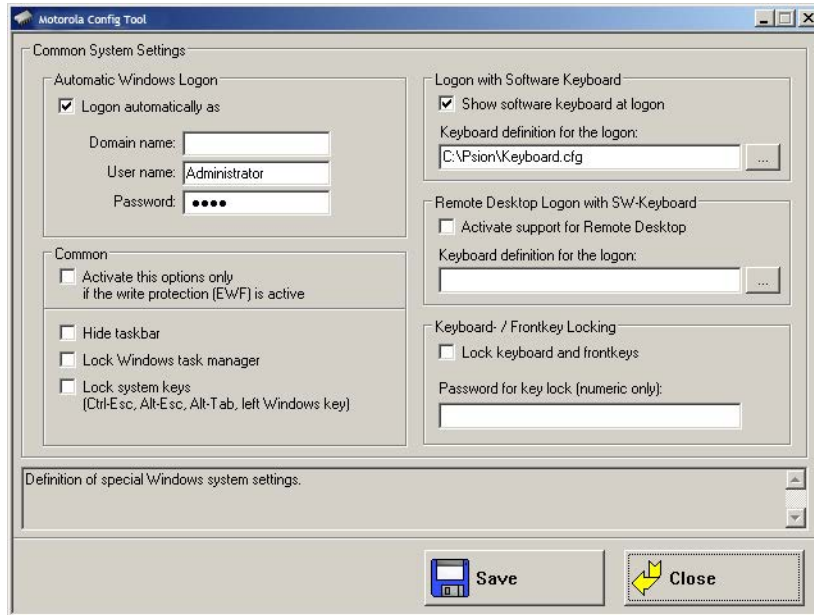 Motorola Config Tool
Common System Settings
Automatic Windows Logon
Logon automatically as
Domain name:
User name: Administrator
Password: ●●●●
Common
Activate this options only
if the write protection (EWF) is active
Hide taskbar
Lock Windows task manager
Lock system keys
(Ctrl-Esc, Alt-Esc, Alt-Tab, left Windows key)
Logon with Software Keyboard
Show software keyboard at logon
Keyboard definition for the logon:
C:\Psion\Keyboard.cfg ...
Remote Desktop Logon with SW-Keyboard
Activate support for Remote Desktop
Keyboard definition for the logon:
...
Keyboard- / Frontkey Locking
Lock keyboard and frontkeys
Password for key lock (numeric only):
Definition of special Windows system settings.
Save
Close